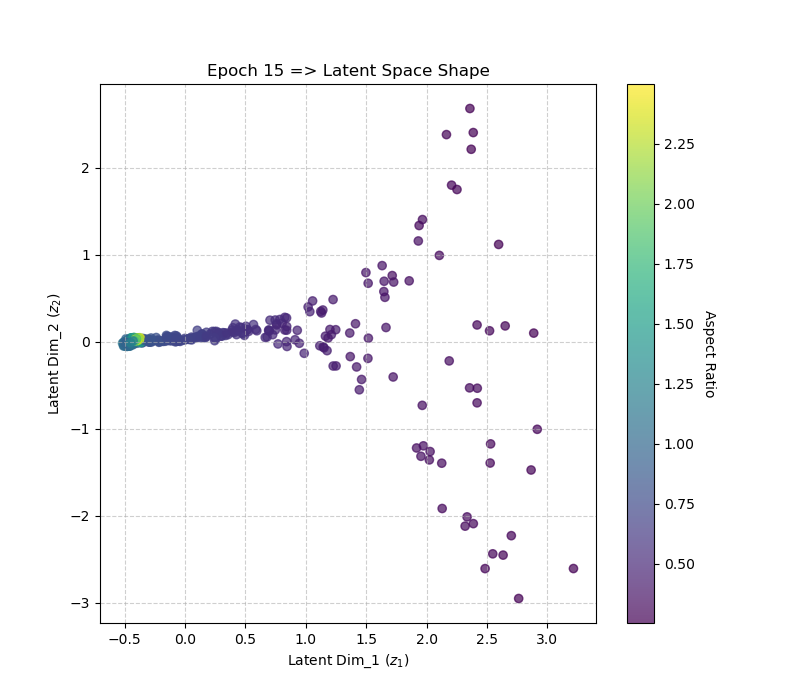 Epoch 15 => Latent Space Shape
2
1
0
−1
−2
−3
Latent Dim_2 (z₂)
−0.5 0.0 0.5 1.0 1.5 2.0 2.5 3.0
Latent Dim_1 (z₁)
2.25
2.00
1.75
1.50
1.25
1.00
0.75
0.50
Aspect Ratio